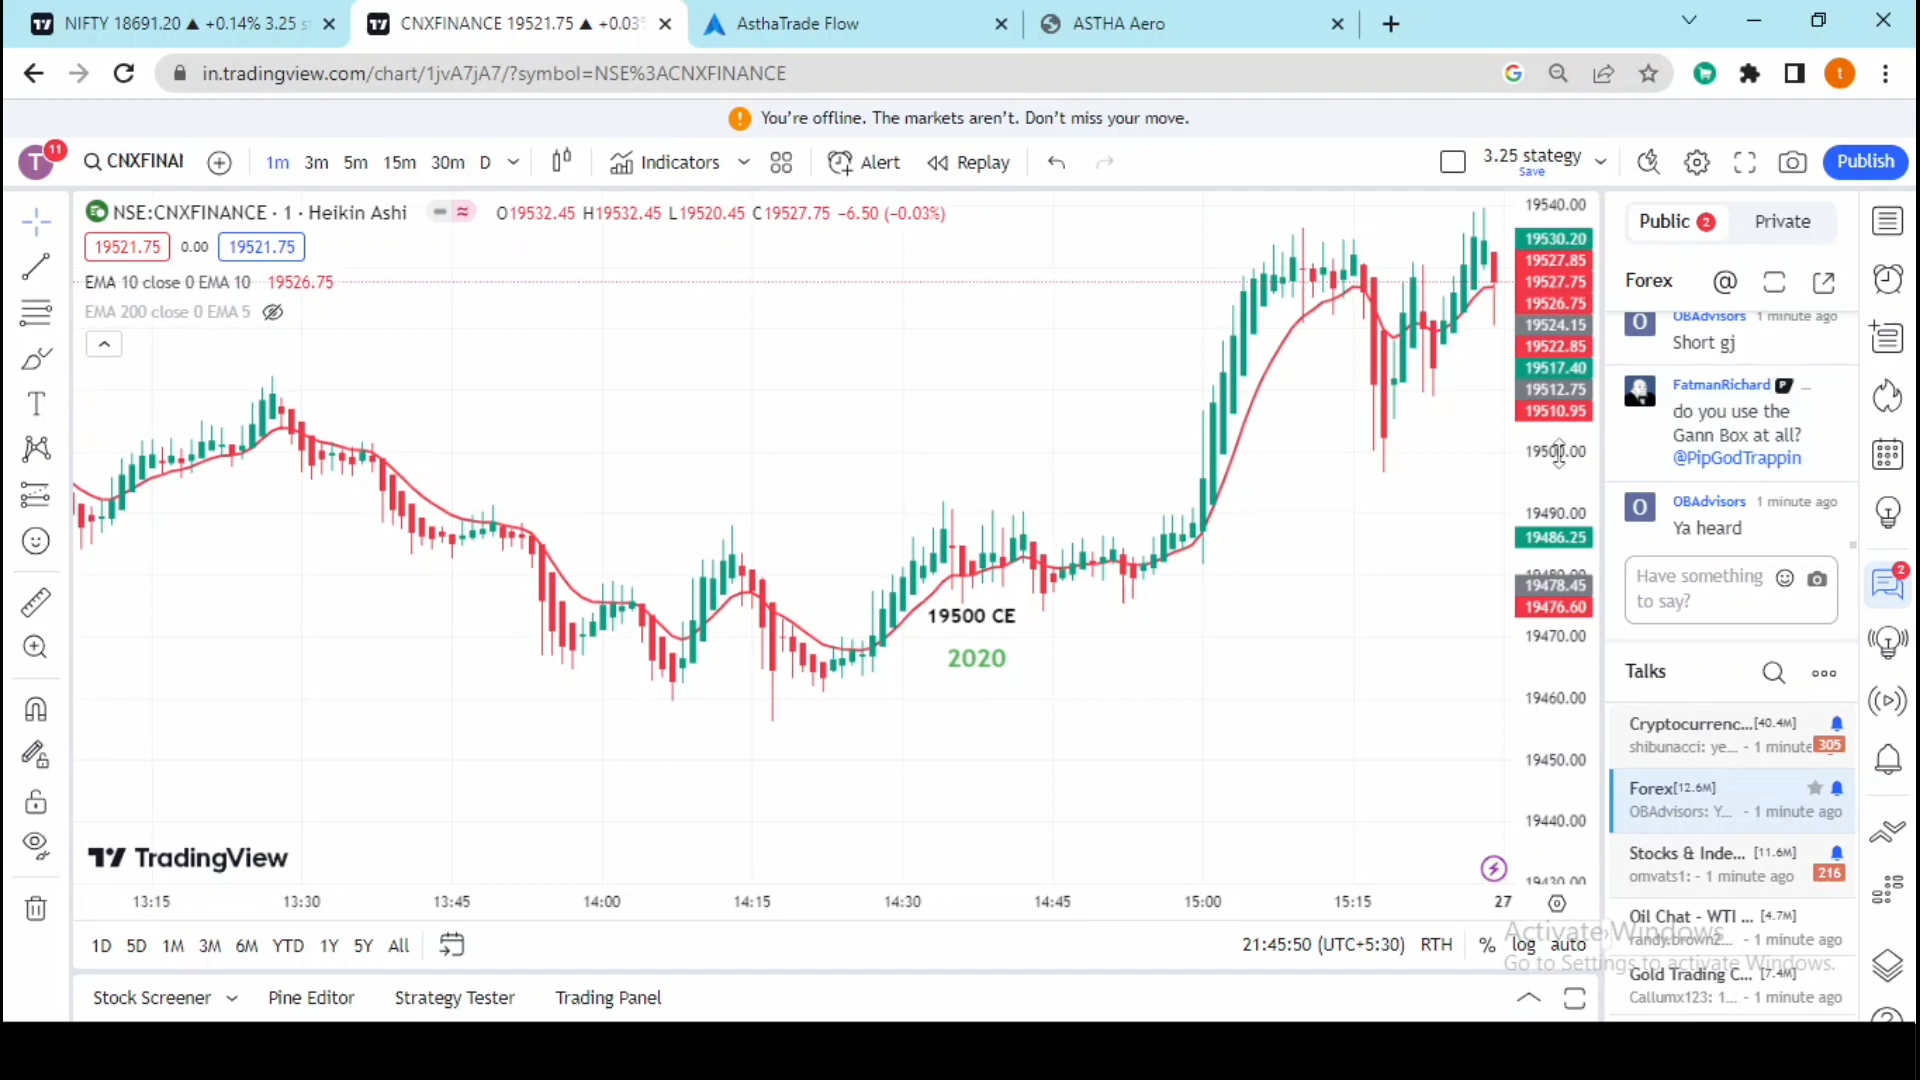 NIFTY 18691.20 ▲ +0.14% 3.25 s
CNXFINANCE 19521.75 ▲ +0.03%
AsthaTrade Flow
ASTHA Aero
in.tradingview.com/chart/1jvA7jA7/?symbol=NSE%3ACNXFINANCE
t
You're offline. The markets aren't. Don't miss your move.
T
11
CNXFINAI
1m 3m 5m 15m 30m D
Indicators
Alert
Replay
3.25 stategy
Save
Publish
NSE:CNXFINANCE · 1 · Heikin Ashi
O19532.45 H19532.45 L19520.45 C19527.75 −6.50 (−0.03%)
19521.75 0.00 19521.75
EMA 10 close 0 EMA 10 19526.75
EMA 200 close 0 EMA 5
19540.00
19530.20
19527.85
19527.75
19526.75
19524.15
19522.85
19517.40
19512.75
19510.95
19500.00
19490.00
19486.25
19478.45
19476.60
19470.00
19460.00
19450.00
19440.00
19430.00
19500 CE
2020
TradingView
13:15 13:30 13:45 14:00 14:15 14:30 14:45 15:00 15:15 27
1D 5D 1M 3M 6M YTD 1Y 5Y All
21:45:50 (UTC+5:30) RTH % log auto
Stock Screener Pine Editor Strategy Tester Trading Panel
Public 2 Private
Forex @
O OBAdvisors 1 minute ago
Short gj
FatmanRichard P ...
do you use the
Gann Box at all?
@PipGodTrappin
O OBAdvisors 1 minute ago
Ya heard
Have something
to say?
2
Talks
Cryptocurrenc...[40.4M]
shibunacci: ye... - 1 minute 305
Forex[12.6M]
OBAdvisors: Y... - 1 minute ago
Stocks & Inde... [11.6M]
omvats1: - 1 minute ago 216
Oil Chat - WTI ... [4.7M]
randy.brown2... - 1 minute ago
Gold Trading C... [7.4M]
Callumx123: 1... - 1 minute ago
Activate Windows
Go to Settings to activate Windows.